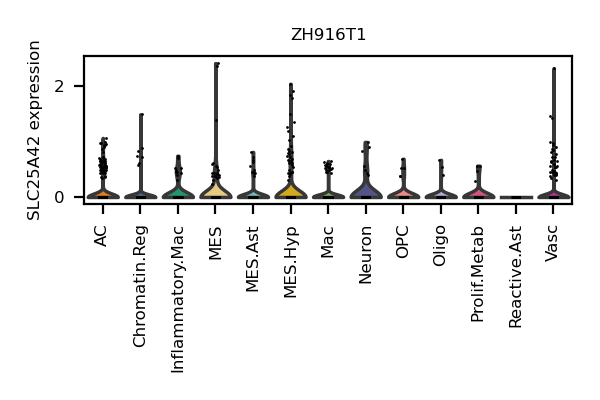 ZH916T1
SLC25A42 expression
2
0
AC
Chromatin.Reg
Inflammatory.Mac
MES
MES.Ast
MES.Hyp
Mac
Neuron
OPC
Oligo
Prolif.Metab
Reactive.Ast
Vasc